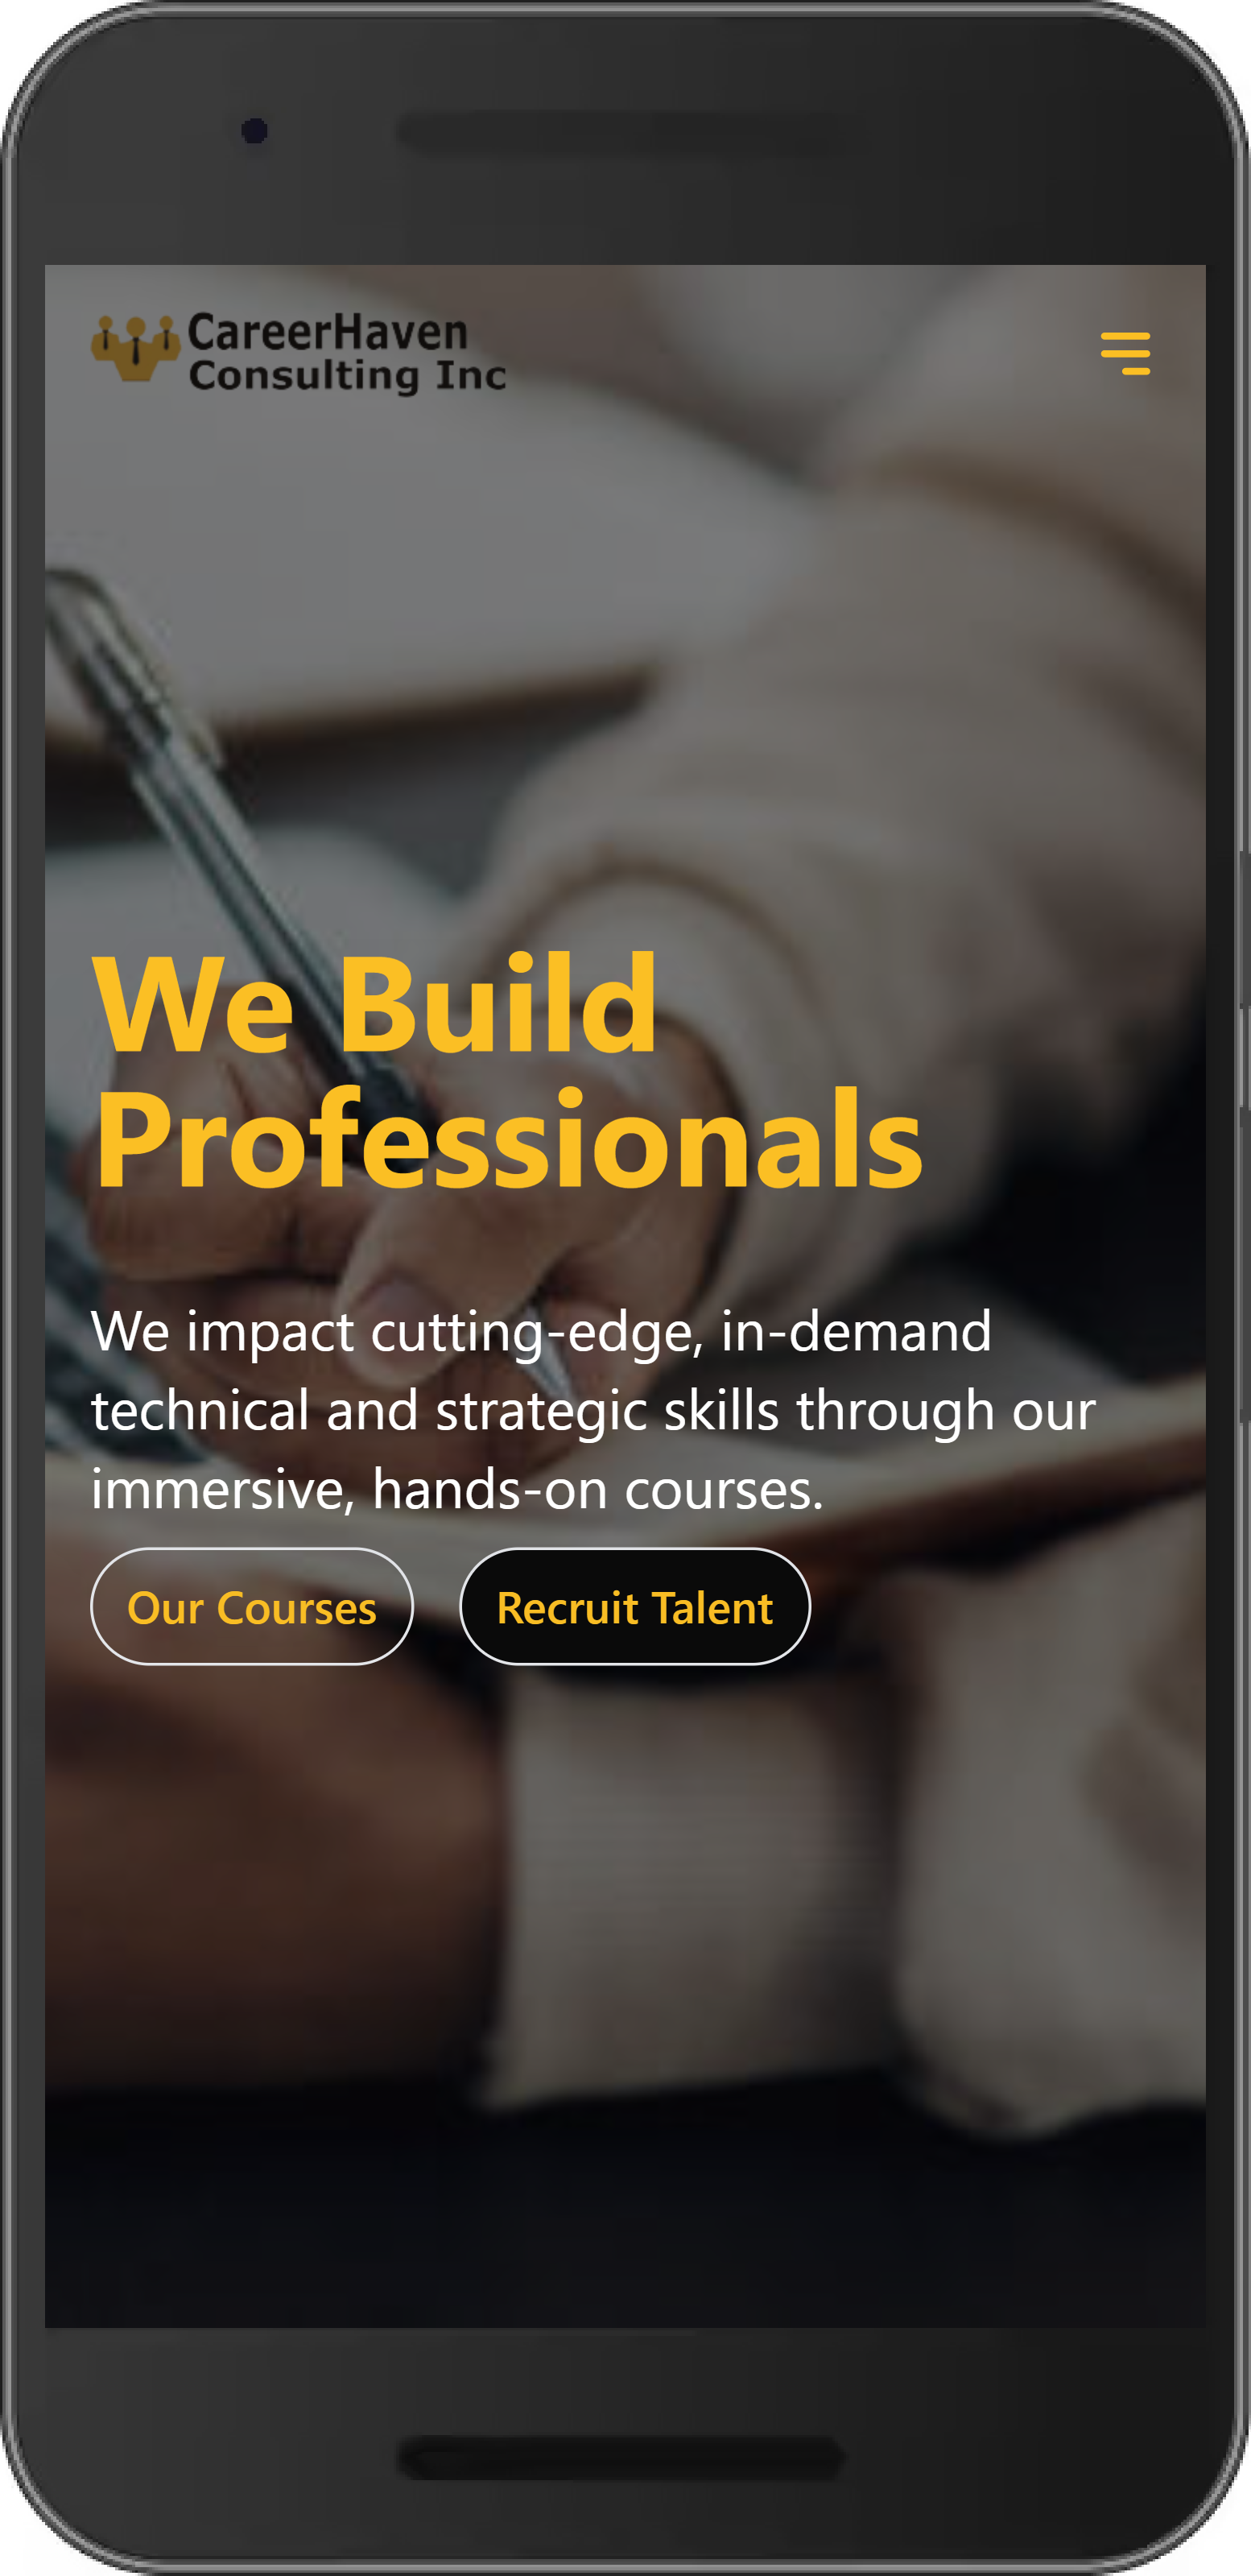 CareerHaven
Consulting Inc
We Build
Professionals
We impact cutting-edge, in-demand
technical and strategic skills through our
immersive, hands-on courses.
Our Courses
Recruit Talent